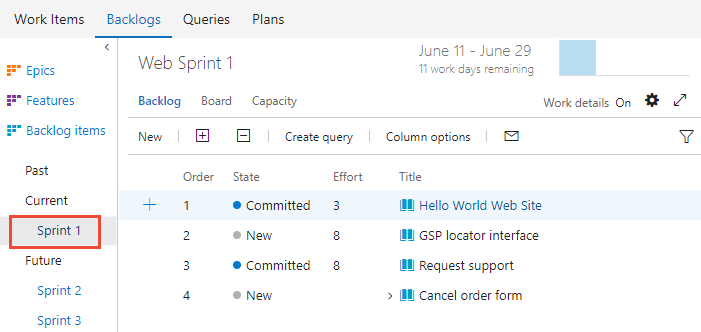 Work Items Backlogs Queries Plans
Epics
Features
Backlog items
Past
Current
Sprint 1
Future
Sprint 2
Sprint 3
Web Sprint 1
June 11 - June 29
11 work days remaining
Backlog Board Capacity
Work details On
New Create query Column options
Order State Effort Title
1 Committed 3 Hello World Web Site
2 New 8 GSP locator interface
3 Committed 8 Request support
4 New Cancel order form